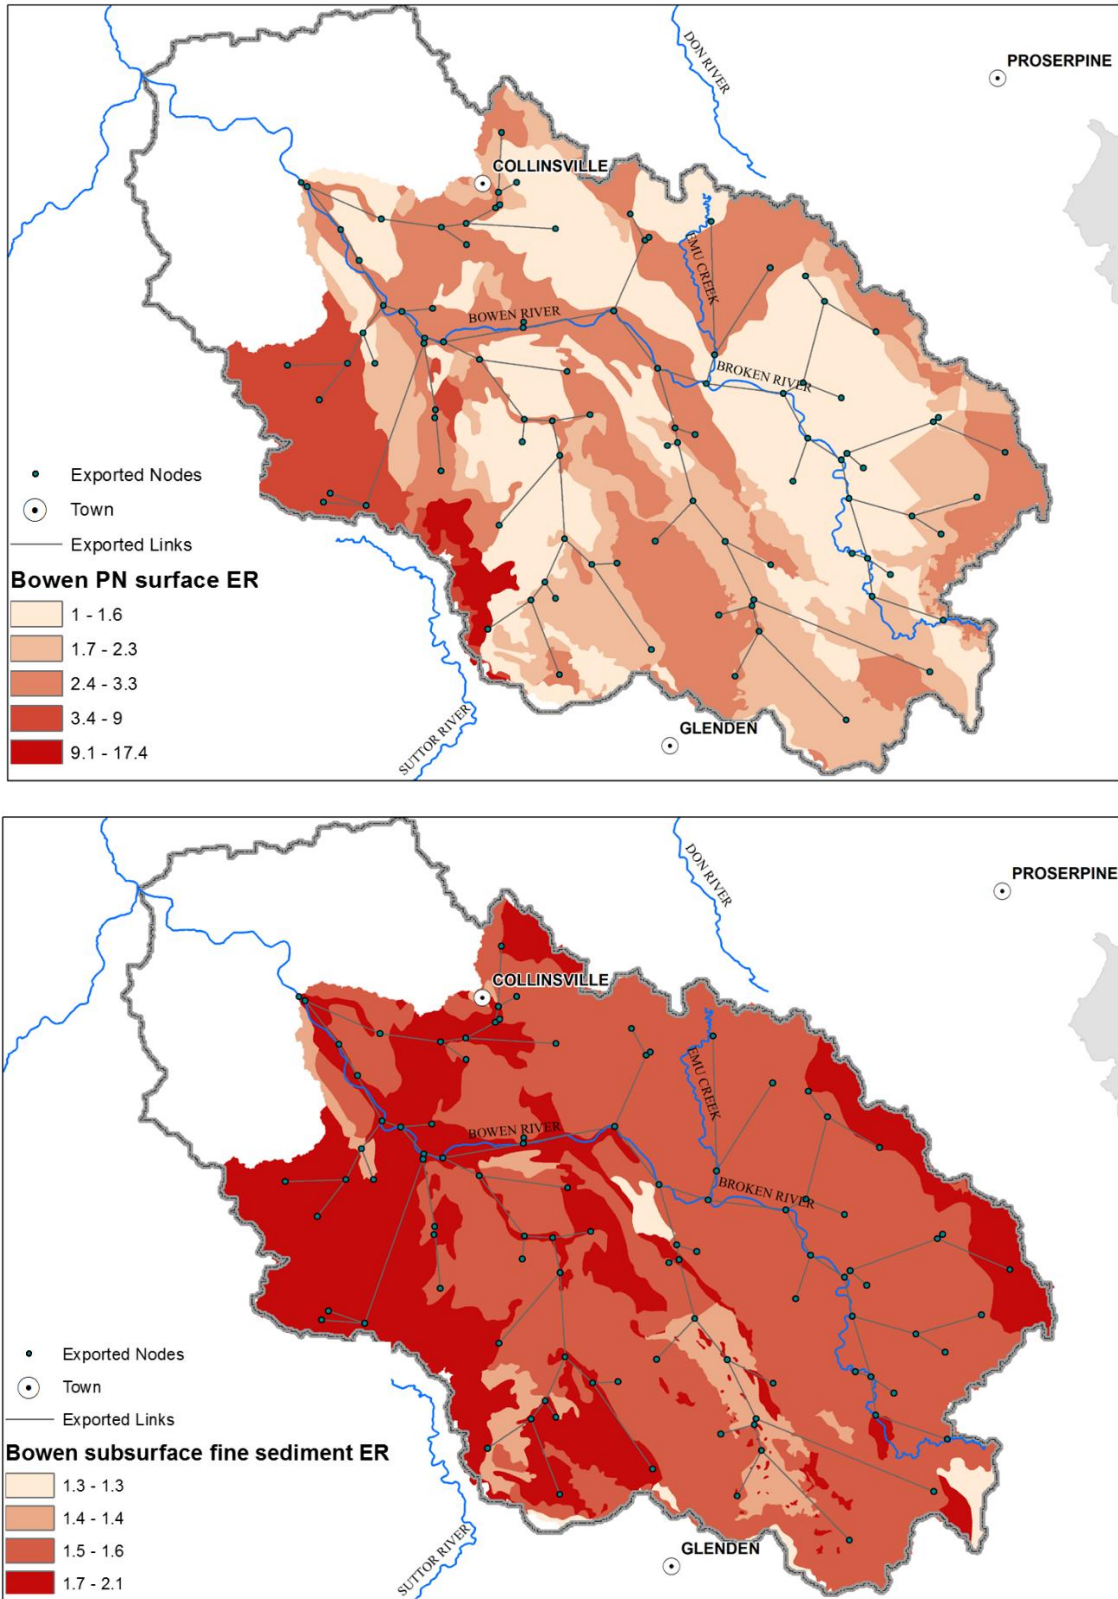 DON RIVER
PROSERPINE
COLLINSVILLE
EMU CREEK
BOWEN RIVER
BROKEN RIVER
Exported Nodes
Town
Exported Links
Bowen PN surface ER
1 - 1.6
1.7 - 2.3
2.4 - 3.3
3.4 - 9
9.1 - 17.4
SUTTOR RIVER
GLENDEN
DON RIVER
PROSERPINE
COLLINSVILLE
EMU CREEK
BOWEN RIVER
BROKEN RIVER
Exported Nodes
Town
Exported Links
Bowen subsurface fine sediment ER
1.3 - 1.3
1.4 - 1.4
1.5 - 1.6
1.7 - 2.1
SUTTOR RIVER
GLENDEN